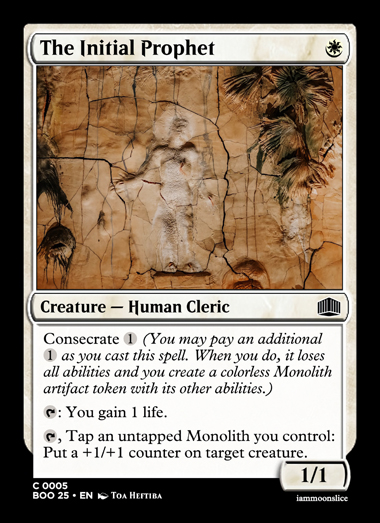 The Initial Prophet
Creature — Human Cleric
Consecrate 1 (You may pay an additional
1 as you cast this spell. When you do, it loses
all abilities and you create a colorless Monolith
artifact token with its other abilities.)
: You gain 1 life.
, Tap an untapped Monolith you control:
Put a +1/+1 counter on target creature.
1/1
C 0005
BOO 25 • EN Toa Heftiba
iammoonslice